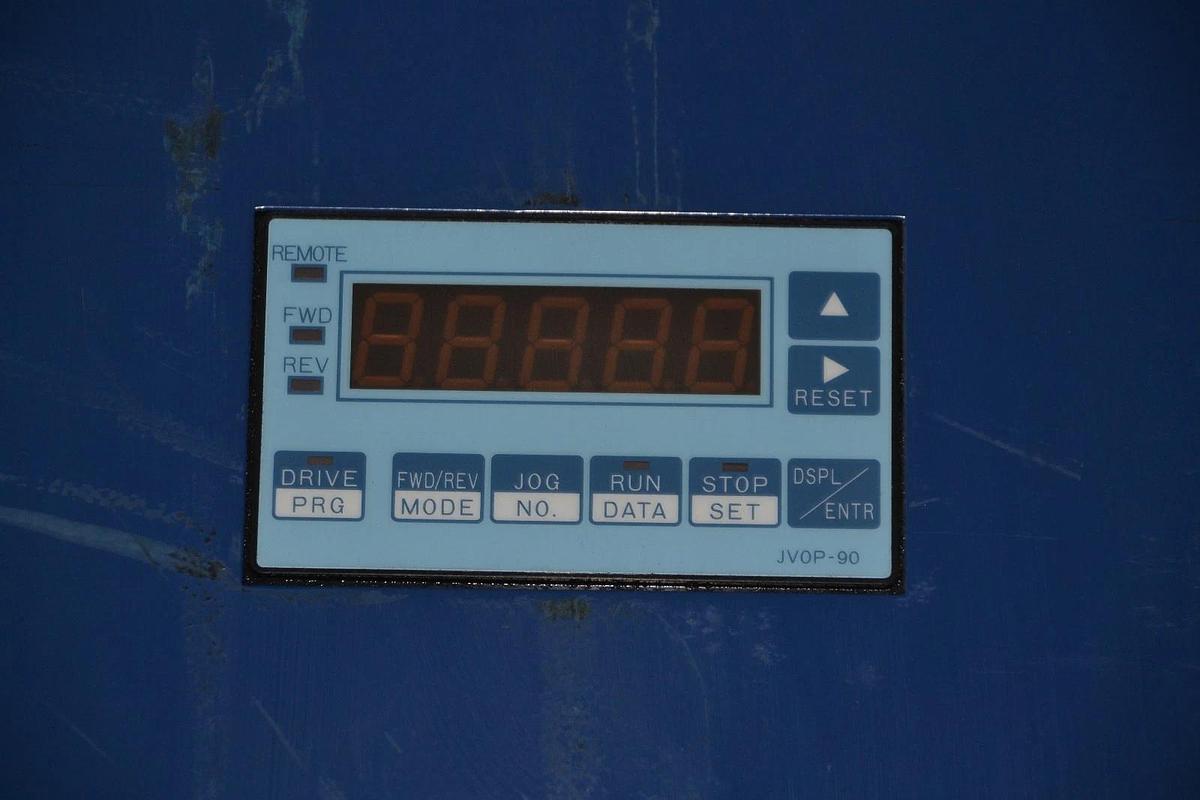 REMOTE
FWD
REV
RESET
DRIVE
PRG
FWD/REV
MODE
JOG
NO.
RUN
DATA
STOP
SET
DSPL/
ENTR
JVOP-90